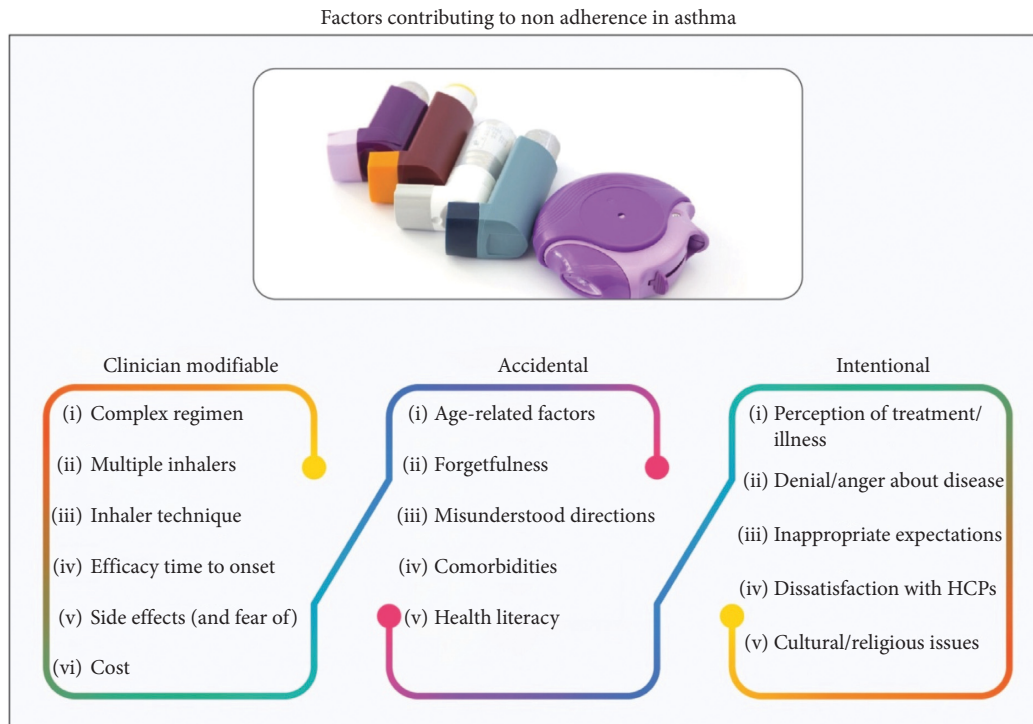 Factors contributing to non adherence in asthma
Clinician modifiable
(i) Complex regimen
(ii) Multiple inhalers
(iii) Inhaler technique
(iv) Efficacy time to onset
(v) Side effects (and fear of)
(vi) Cost
Accidental
(i) Age-related factors
(ii) Forgetfulness
(iii) Misunderstood directions
(iv) Comorbidities
(v) Health literacy
Intentional
(i) Perception of treatment/
illness
(ii) Denial/anger about disease
(iii) Inappropriate expectations
(iv) Dissatisfaction with HCPs
(v) Cultural/religious issues